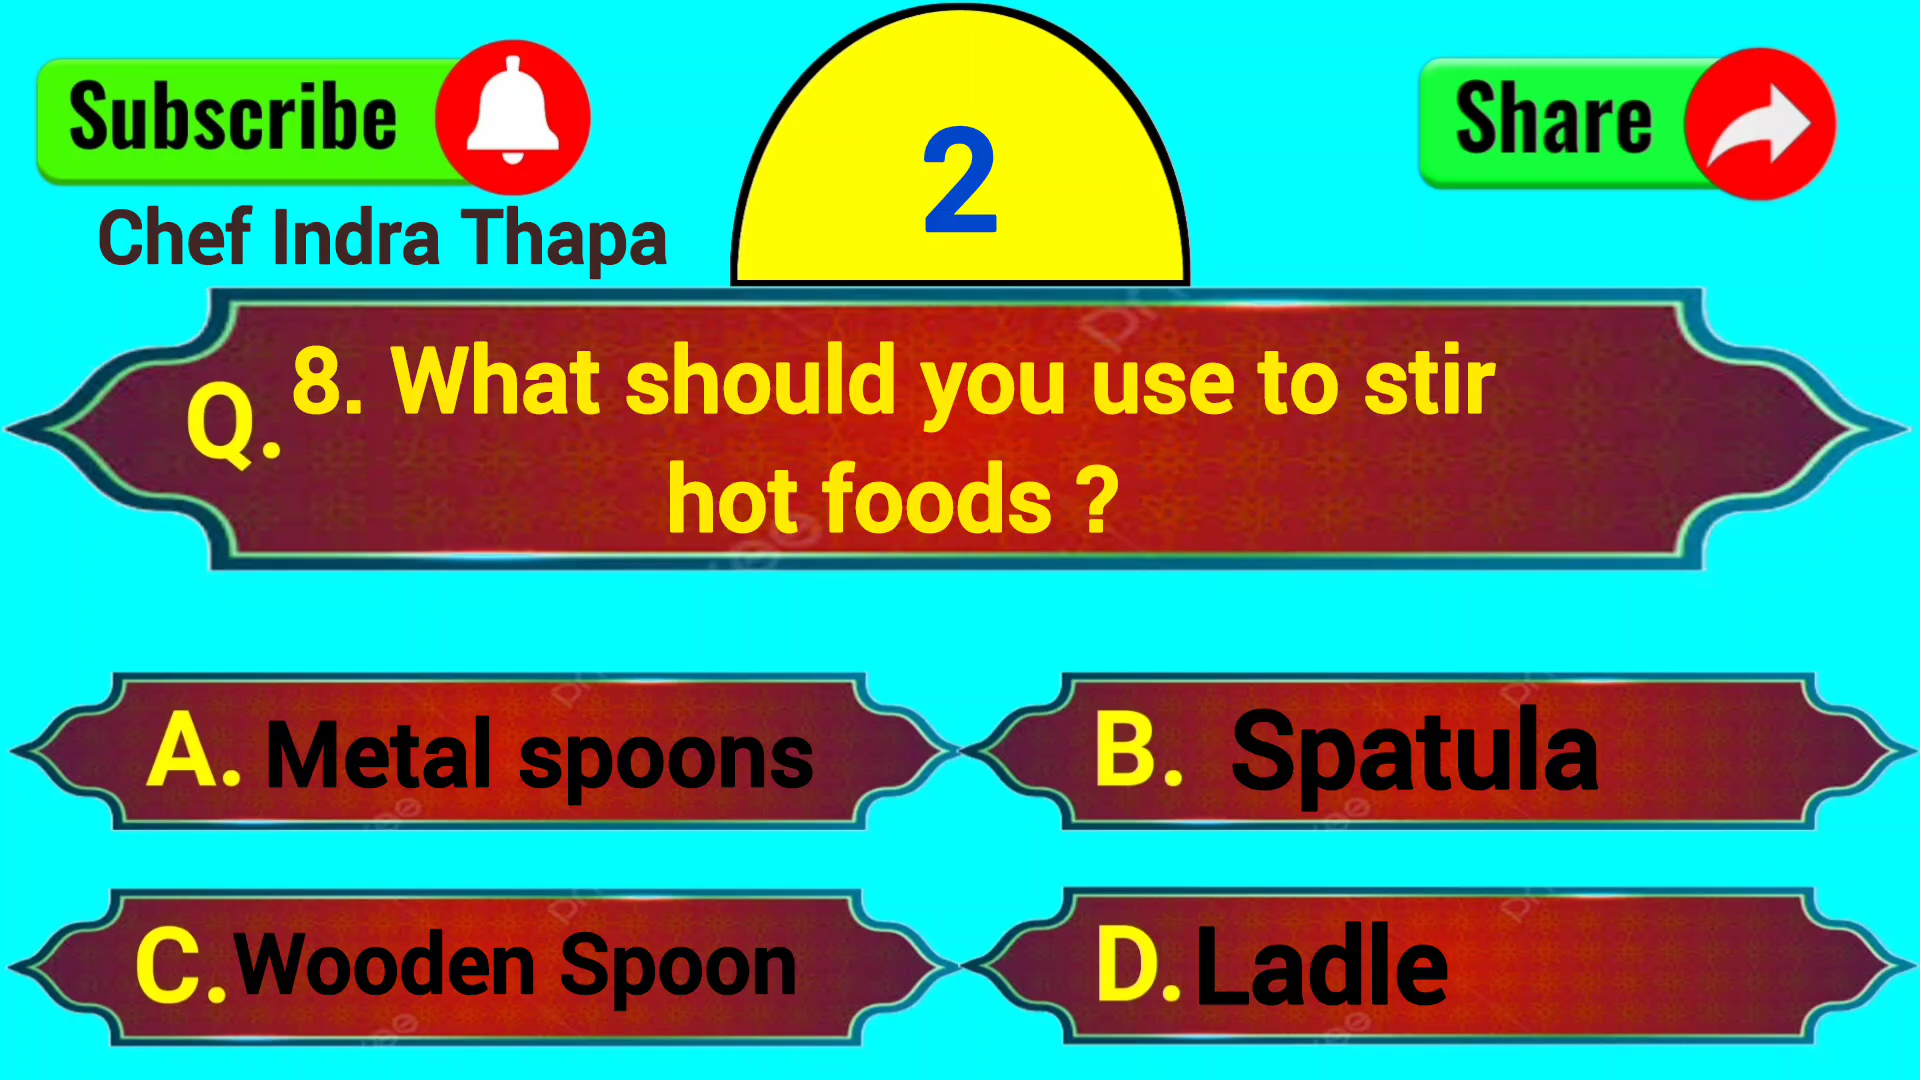 Subscribe
Share
2
Chef Indra Thapa
Q. 8. What should you use to stir
hot foods ?
A. Metal spoons
B. Spatula
C. Wooden Spoon
D. Ladle